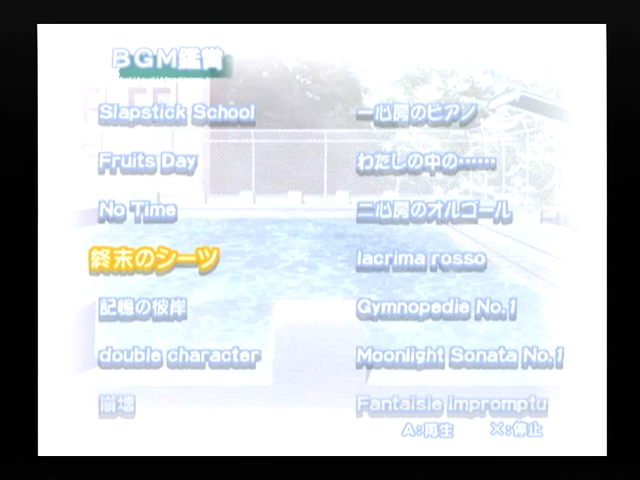 BGM鑑賞
Slapstick School
Fruits Day
No Time
終末のシーツ
記憶の彼岸
double character
崩壊
一心房のピアノ
わたしの中の……
二心房のオルゴール
lacrima rosso
Gymnopedie No.1
Moonlight Sonata No.1
Fantaisie impromptu
A:再生 X:停止